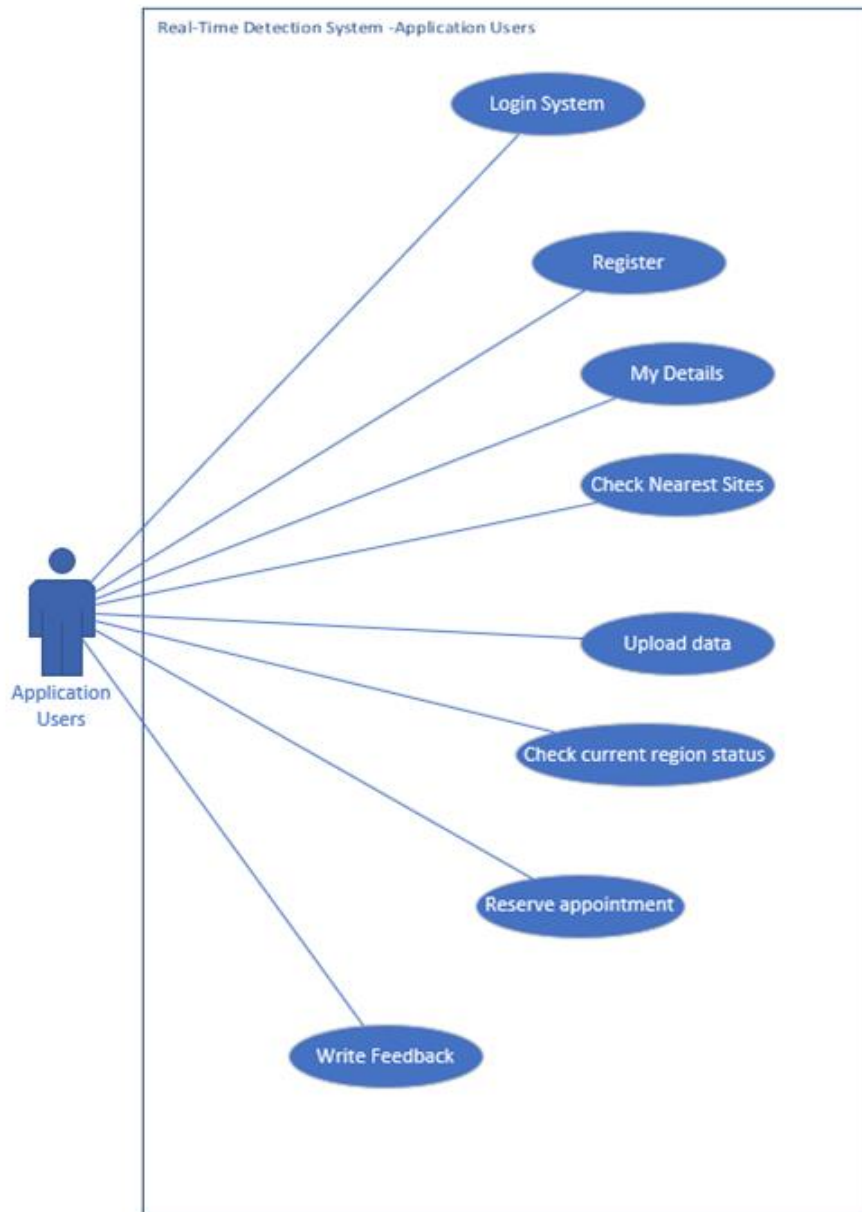 Real-Time Detection System -Application Users
Login System
Register
My Details
Check Nearest Sites
Upload data
Application
Users
Check current region status
Reserve appointment
Write Feedback